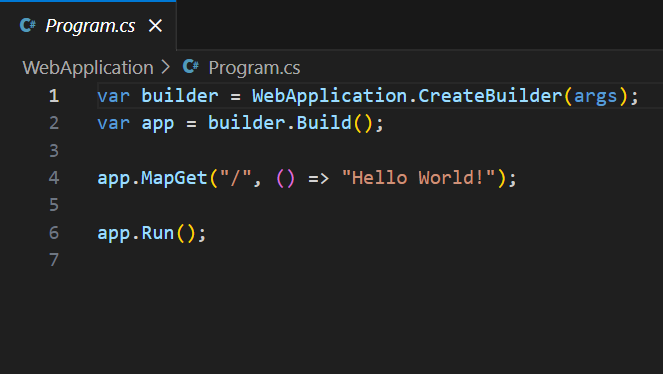 C# Program.cs ×
WebApplication > C# Program.cs
1 var builder = WebApplication.CreateBuilder(args);
2 var app = builder.Build();
3
4 app.MapGet("/", () => "Hello World!");
5
6 app.Run();
7